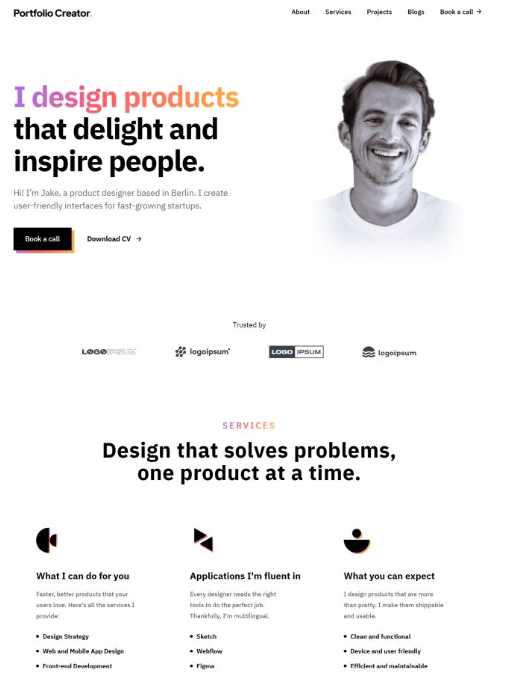 Portfolio Creator.
About Services Projects Blogs Book a call →
I design products
that delight and
inspire people.
Hi! I'm Jake, a product designer based in Berlin. I create
user-friendly interfaces for fast-growing startups.
Book a call Download CV →
Trusted by
LOGOIPSUM logoipsum LOGO IPSUM logoipsum
SERVICES
Design that solves problems,
one product at a time.
What I can do for you
Faster, better products that your
users love. Here's all the services I
provide:
• Design Strategy
• Web and Mobile App Design
• Front-end Development
Applications I'm fluent in
Every designer needs the right
tools to do the perfect job.
Thankfully, I'm multilingual.
• Sketch
• Webflow
• Figma
What you can expect
I design products that are more
than pretty. I make them shippable
and usable.
• Clean and functional
• Device and user friendly
• Efficient and maintainable